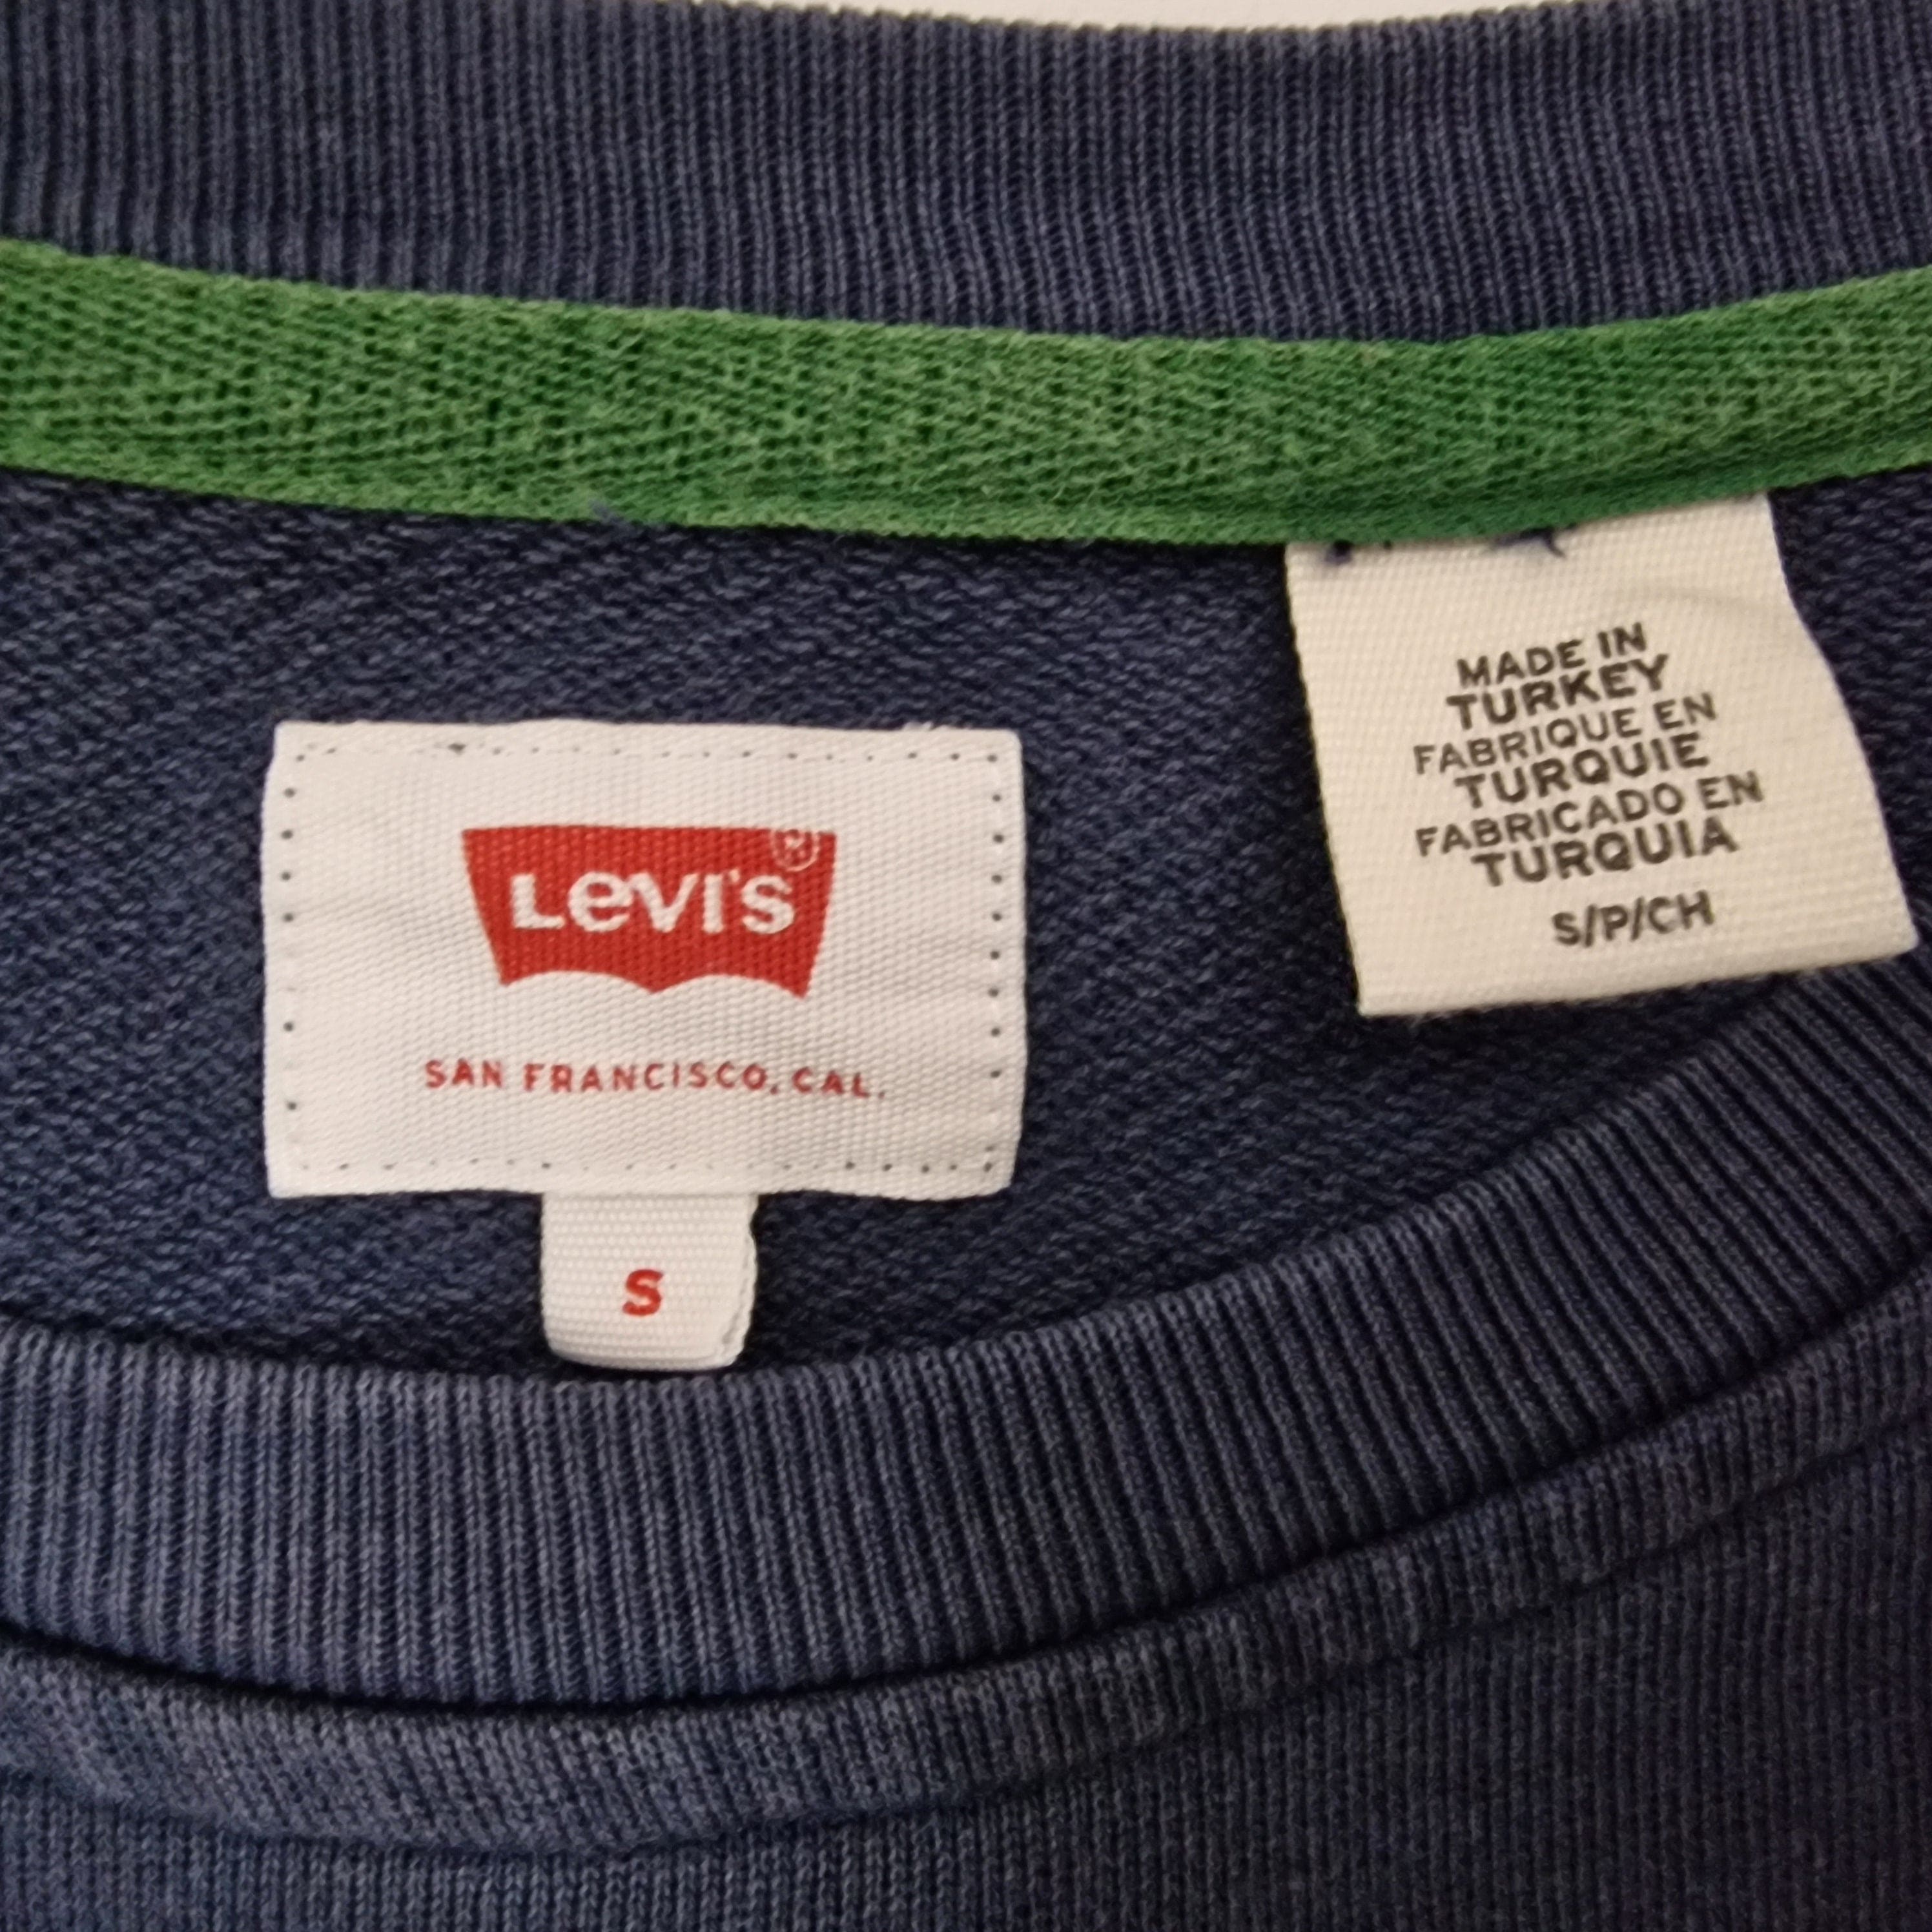 LEVI'S®
SAN FRANCISCO, CAL.
S
MADE IN
TURKEY
FABRIQUE EN
TURQUIE
FABRICADO EN
TURQUIA
S/P/CH